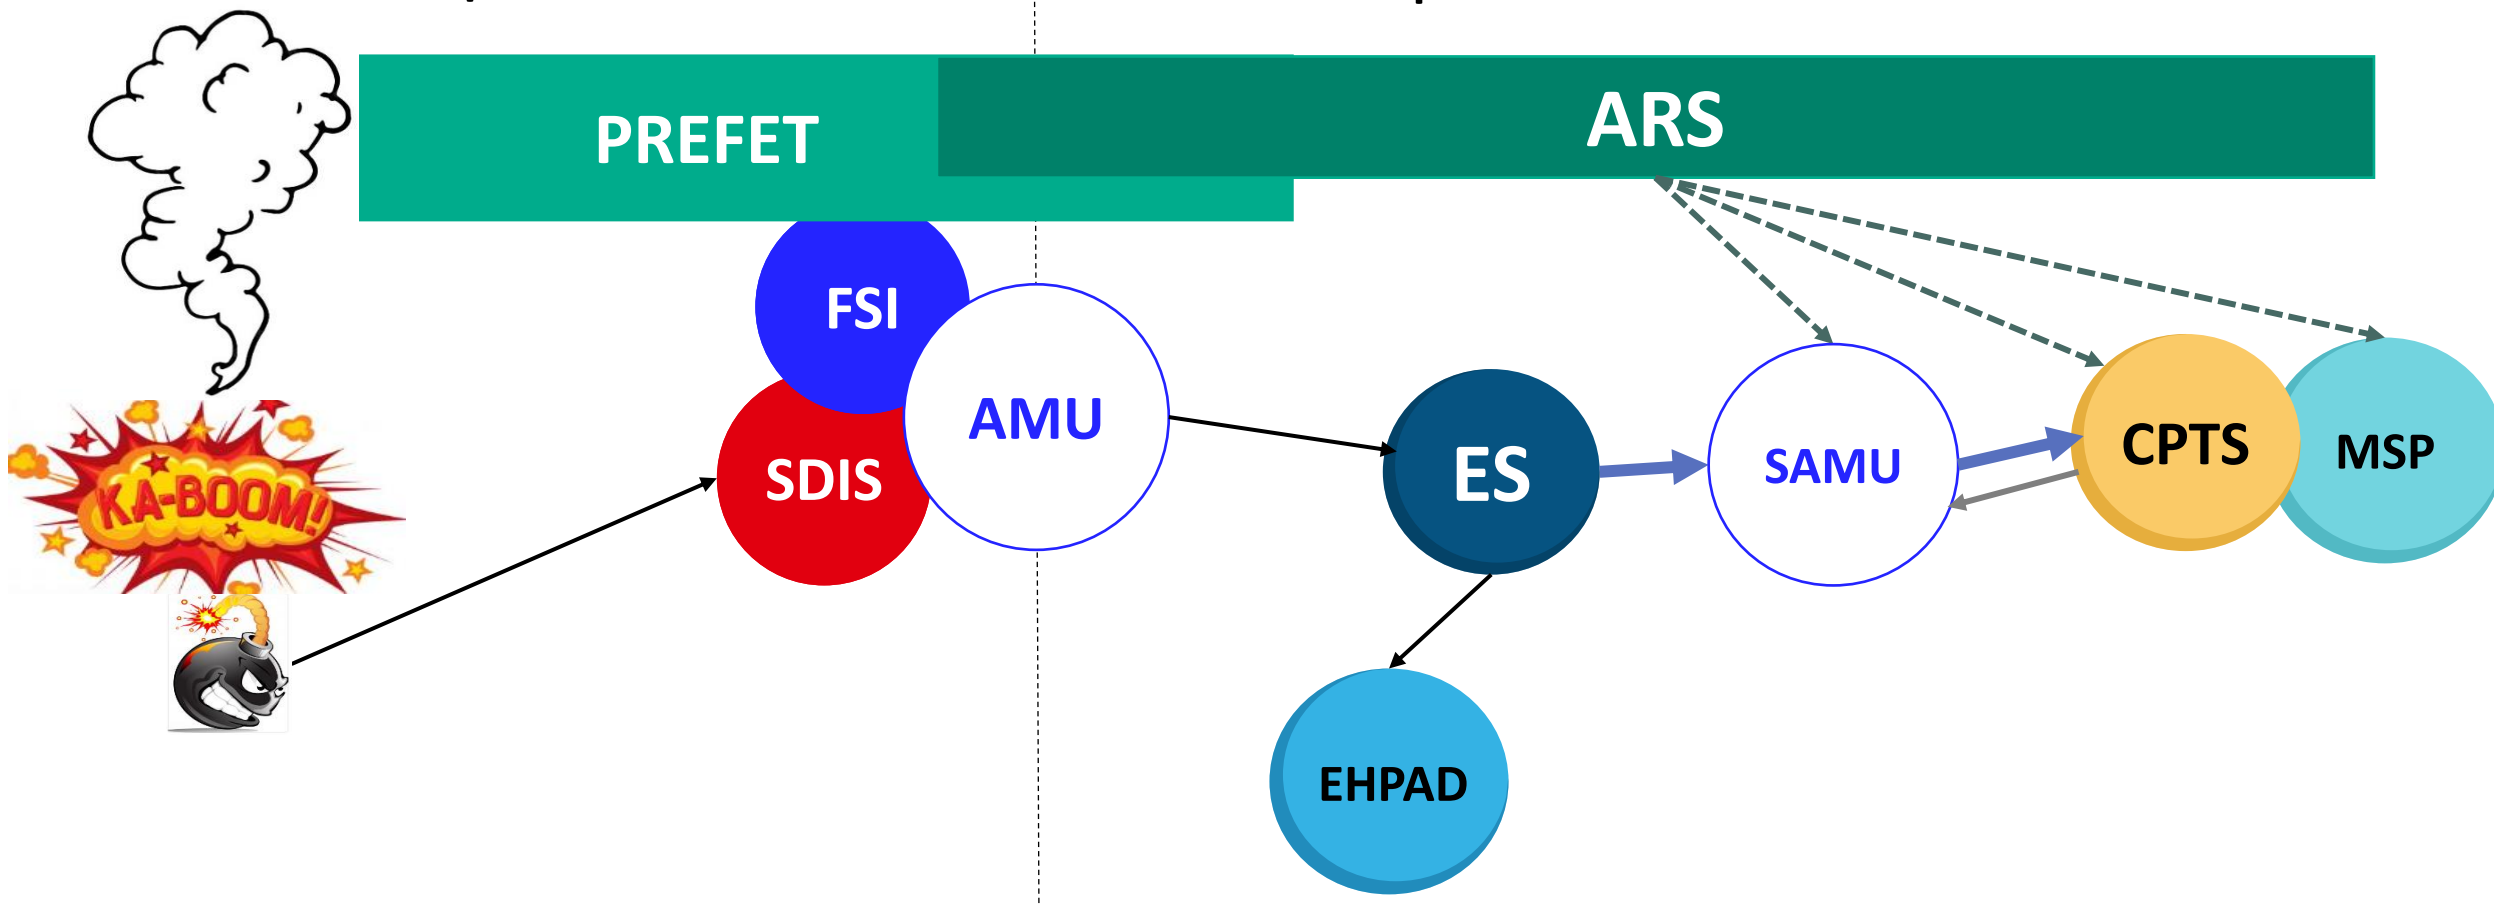 PREFET
ARS
FSI
AMU
SDIS
ES
SAMU
CPTS
MSP
KA-BOOM!
EHPAD